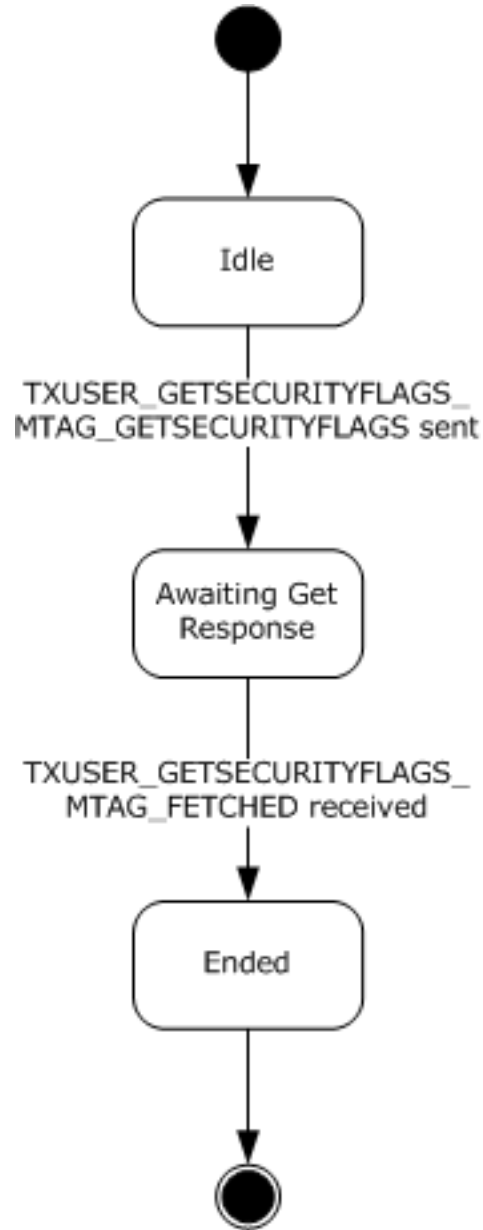 Idle
TXUSER_GETSECURITYFLAGS_
MTAG_GETSECURITYFLAGS sent
Awaiting Get
Response
TXUSER_GETSECURITYFLAGS_
MTAG_FETCHED received
Ended